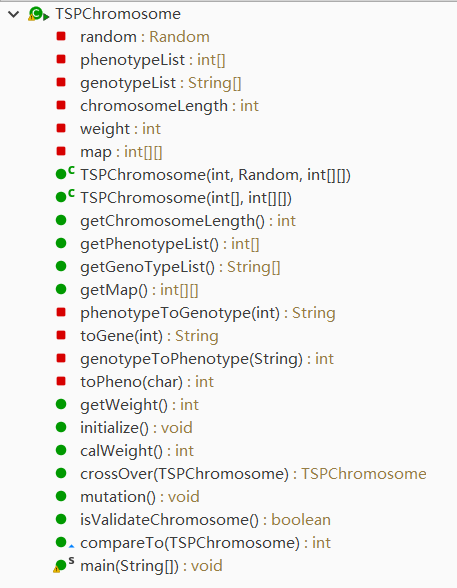 TSPChromosome
random : Random
phenotypeList : int[]
genotypeList : String[]
chromosomeLength : int
weight : int
map : int[][]
C TSPChromosome(int, Random, int[][])
C TSPChromosome(int[], int[][])
getChromosomeLength() : int
getPhenotypeList() : int[]
getGenoTypeList() : String[]
getMap() : int[][]
phenotypeToGenotype(int) : String
toGene(int) : String
genotypeToPhenotype(String) : int
toPheno(char) : int
getWeight() : int
initialize() : void
calWeight() : int
crossOver(TSPChromosome) : TSPChromosome
mutation() : void
isValidateChromosome() : boolean
compareTo(TSPChromosome) : int
S main(String[]) : void